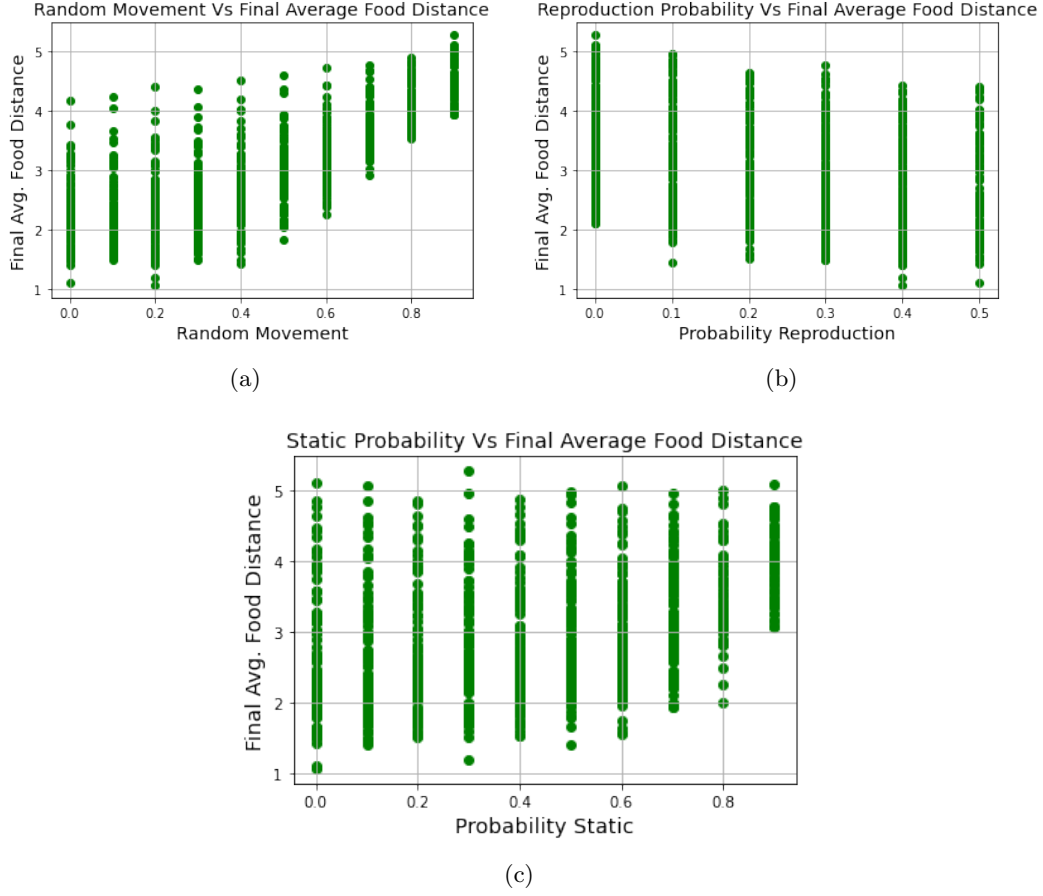 Random Movement Vs Final Average Food Distance
Final Avg. Food Distance
5
4
3
2
1
0.0 0.2 0.4 0.6 0.8
Random Movement
(a)
Reproduction Probability Vs Final Average Food Distance
Final Avg. Food Distance
5
4
3
2
1
0.0 0.1 0.2 0.3 0.4 0.5
Probability Reproduction
(b)
Static Probability Vs Final Average Food Distance
Final Avg. Food Distance
5
4
3
2
1
0.0 0.2 0.4 0.6 0.8
Probability Static
(c)